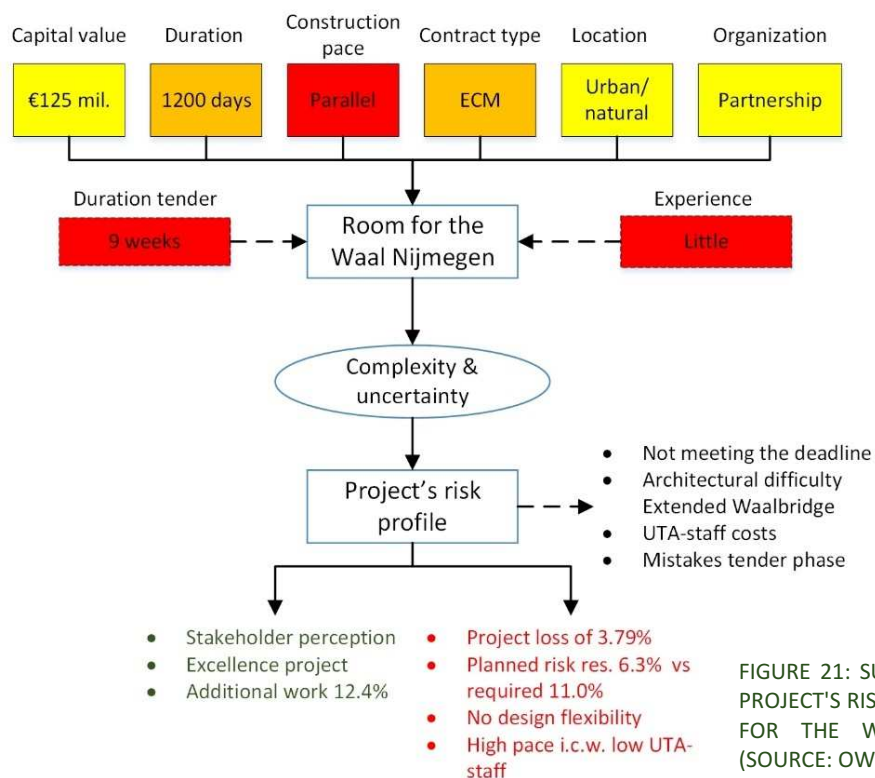 Capital value
Duration
Construction
pace
Contract type
Location
Organization
€125 mil.
1200 days
Parallel
ECM
Urban/
natural
Partnership
Duration tender
9 weeks
Room for the
Waal Nijmegen
Experience
Little
Complexity &
uncertainty
Project's risk
profile
• Not meeting the deadline
• Architectural difficulty
Extended Waalbridge
• UTA-staff costs
• Mistakes tender phase
• Stakeholder perception
• Excellence project
• Additional work 12.4%
• Project loss of 3.79%
• Planned risk res. 6.3% vs
required 11.0%
• No design flexibility
• High pace i.c.w. low UTA-
staff
FIGURE 21: SU
PROJECT'S RIS
FOR THE W
(SOURCE: OW